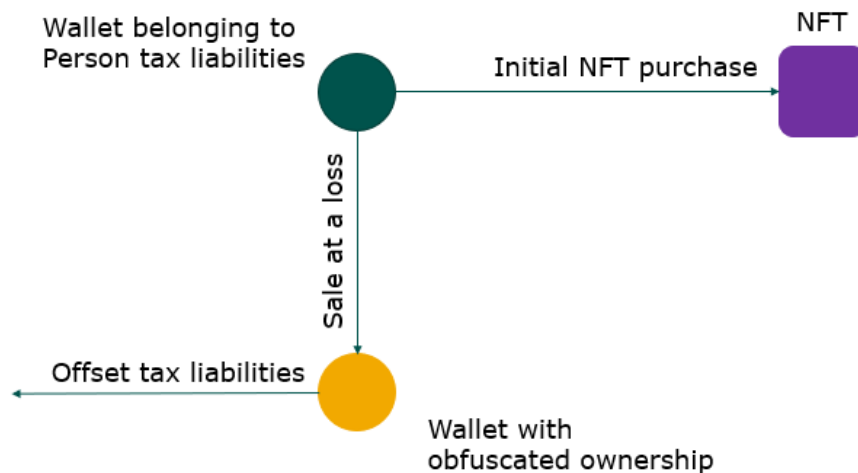 Wallet belonging to
Person tax liabilities
NFT
Initial NFT purchase
Sale at a loss
Offset tax liabilities
Wallet with
obfuscated ownership